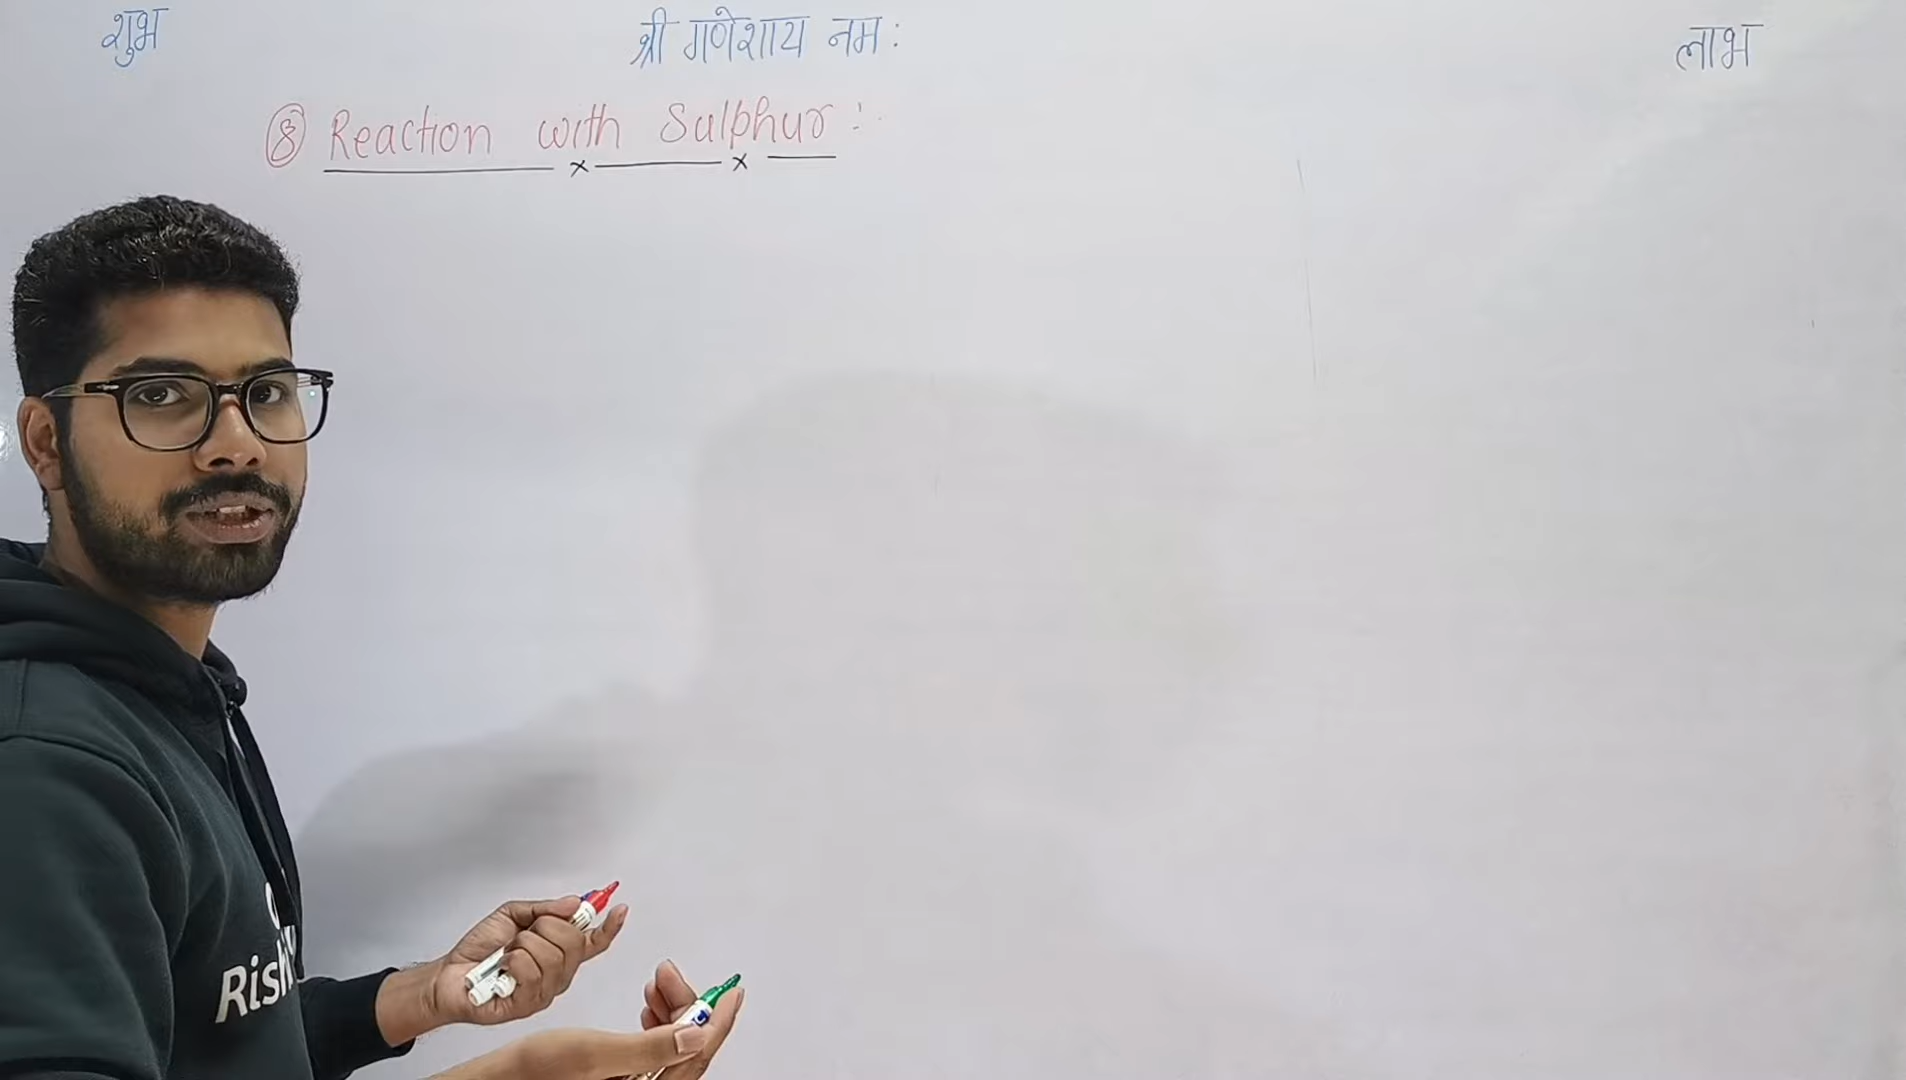 शुभ श्री गणेशाय नम: लाभ
⑧ Reaction with Sulphur: